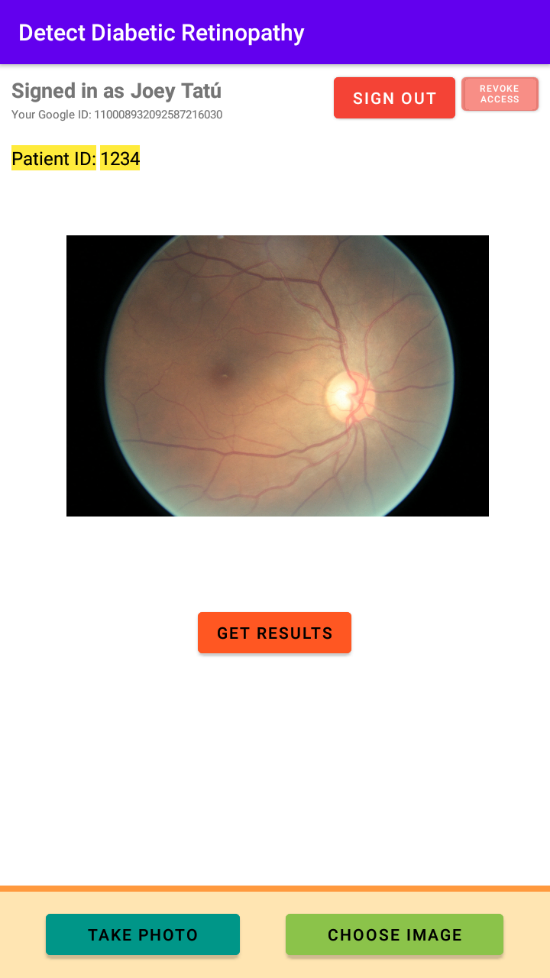 Detect Diabetic Retinopathy
Signed in as Joey Tatú
Your Google ID: 110008932092587216030
SIGN OUT
REVOKE
ACCESS
Patient ID: 1234
GET RESULTS
TAKE PHOTO
CHOOSE IMAGE